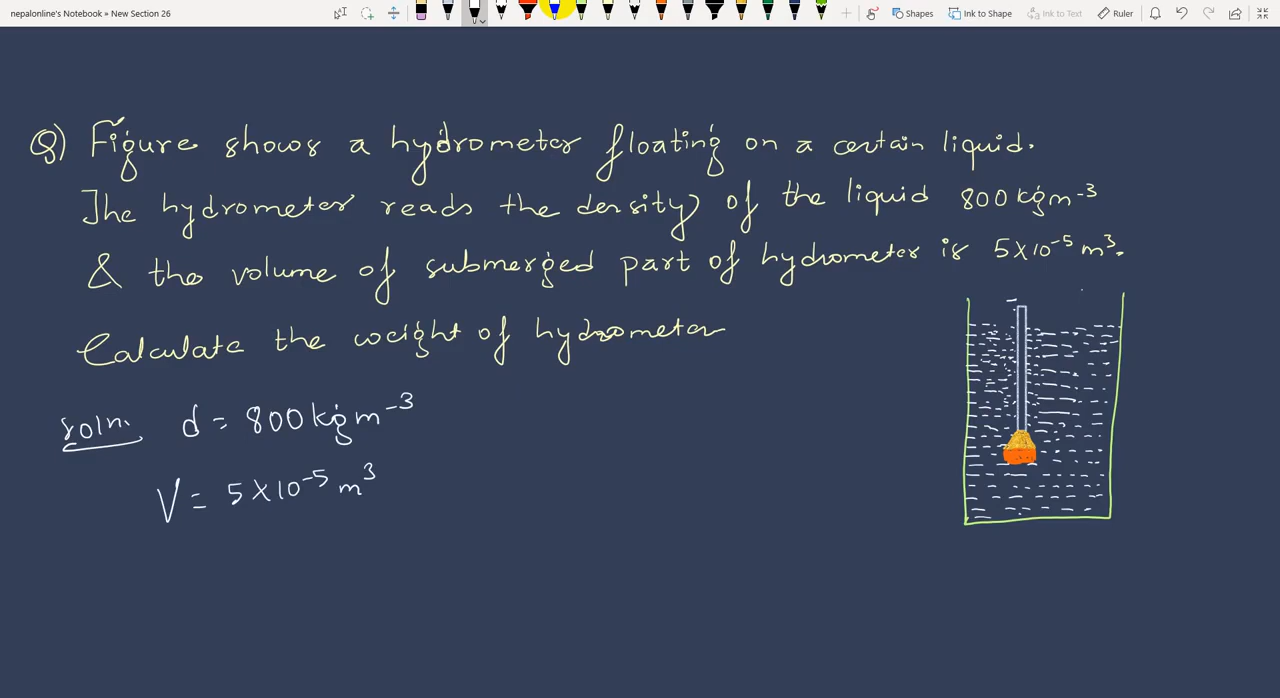 nepalonline's Notebook » New Section 26
Shapes
Ink to Shape
Ink to Text
Ruler
Q) Figure shows a hydrometer floating on a certain liquid.
The hydrometer reads the density of the liquid 800 kgm⁻³
& the volume of submerged part of hydrometer is 5×10⁻⁵ m³.
Calculate the weight of hydrometer
soln. d = 800 kgm⁻³
V = 5×10⁻⁵ m³